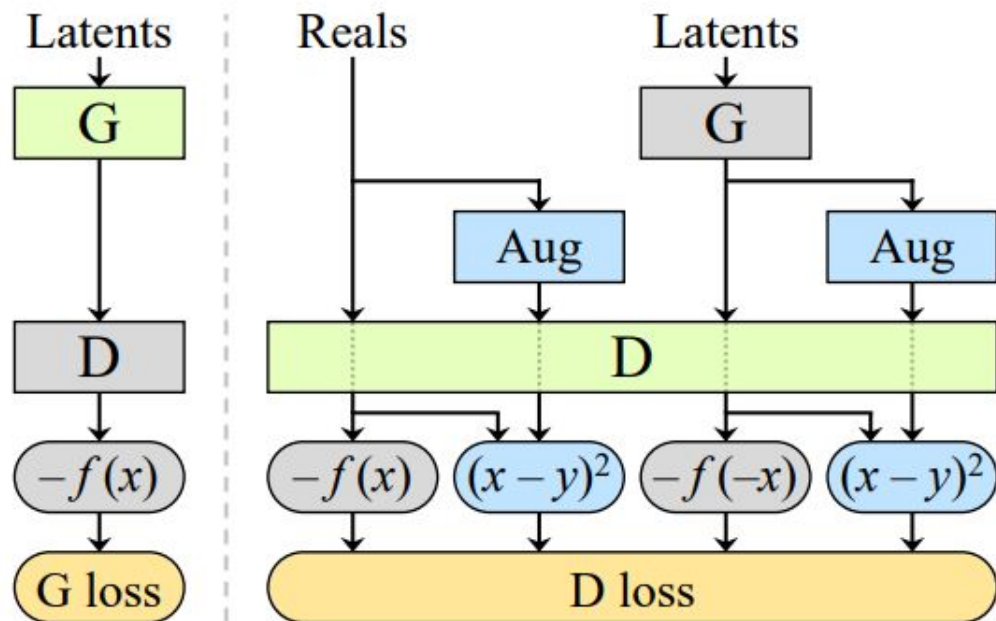 Latents
Reals
Latents
G
G
Aug
Aug
D
D
–f(x)
–f(x)
(x – y)²
–f(–x)
(x – y)²
G loss
D loss